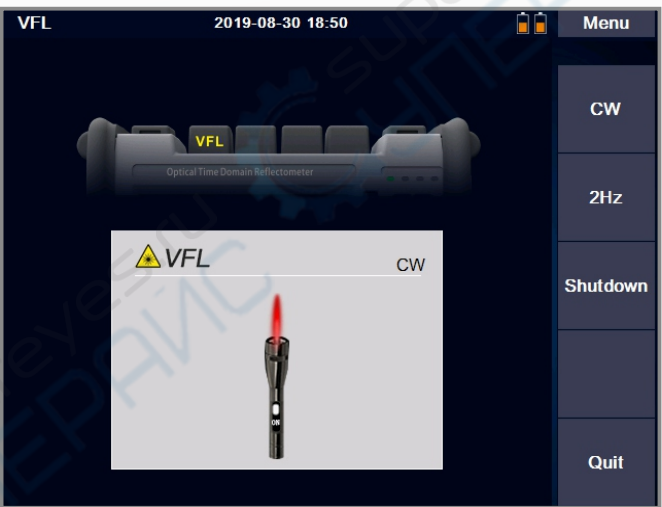 VFL
2019-08-30 18:50
Menu
CW
2Hz
Shutdown
Quit
VFL
Optical Time Domain Reflectometer
VFL
CW
ON